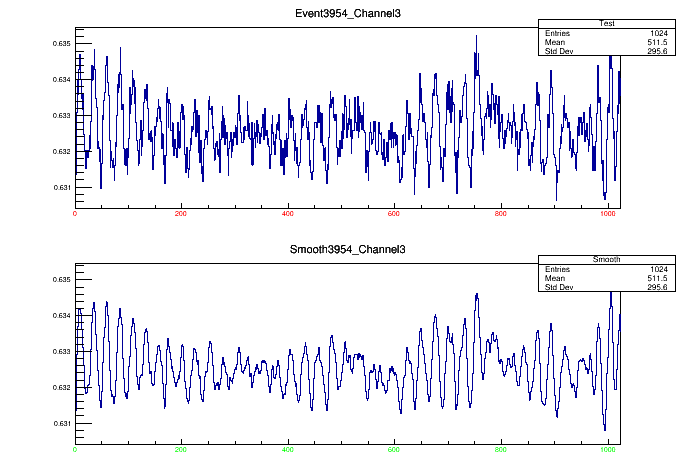 Event3954_Channel3
Test
Entries 1024
Mean 511.5
Std Dev 295.6
0.635
0.634
0.633
0.632
0.631
0 200 400 600 800 1000
Smooth3954_Channel3
Smooth
Entries 1024
Mean 511.5
Std Dev 295.6
0.635
0.634
0.633
0.632
0.631
0 200 400 600 800 1000